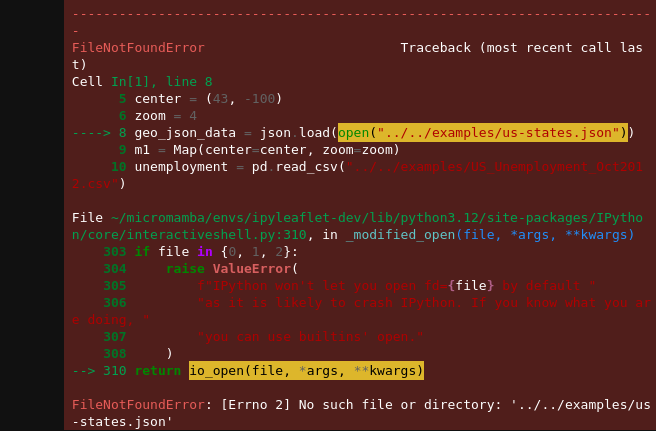 --------------------------------------------------------------------------
-
FileNotFoundError                         Traceback (most recent call las
t)
Cell In[1], line 8
      5 center = (43, -100)
      6 zoom = 4
----> 8 geo_json_data = json.load(open("../../examples/us-states.json"))
      9 m1 = Map(center=center, zoom=zoom)
     10 unemployment = pd.read_csv("../../examples/US_Unemployment_Oct201
2.csv")
File ~/micromamba/envs/ipyleaflet-dev/lib/python3.12/site-packages/IPytho
n/core/interactiveshell.py:310, in _modified_open(file, *args, **kwargs)
    303 if file in {0, 1, 2}:
    304     raise ValueError(
    305         f"IPython won't let you open fd={file} by default "
    306         "as it is likely to crash IPython. If you know what you ar
e doing, "
    307         "you can use builtins' open."
    308     )
--> 310 return io_open(file, *args, **kwargs)
FileNotFoundError: [Errno 2] No such file or directory: '../../examples/us
-states.json'